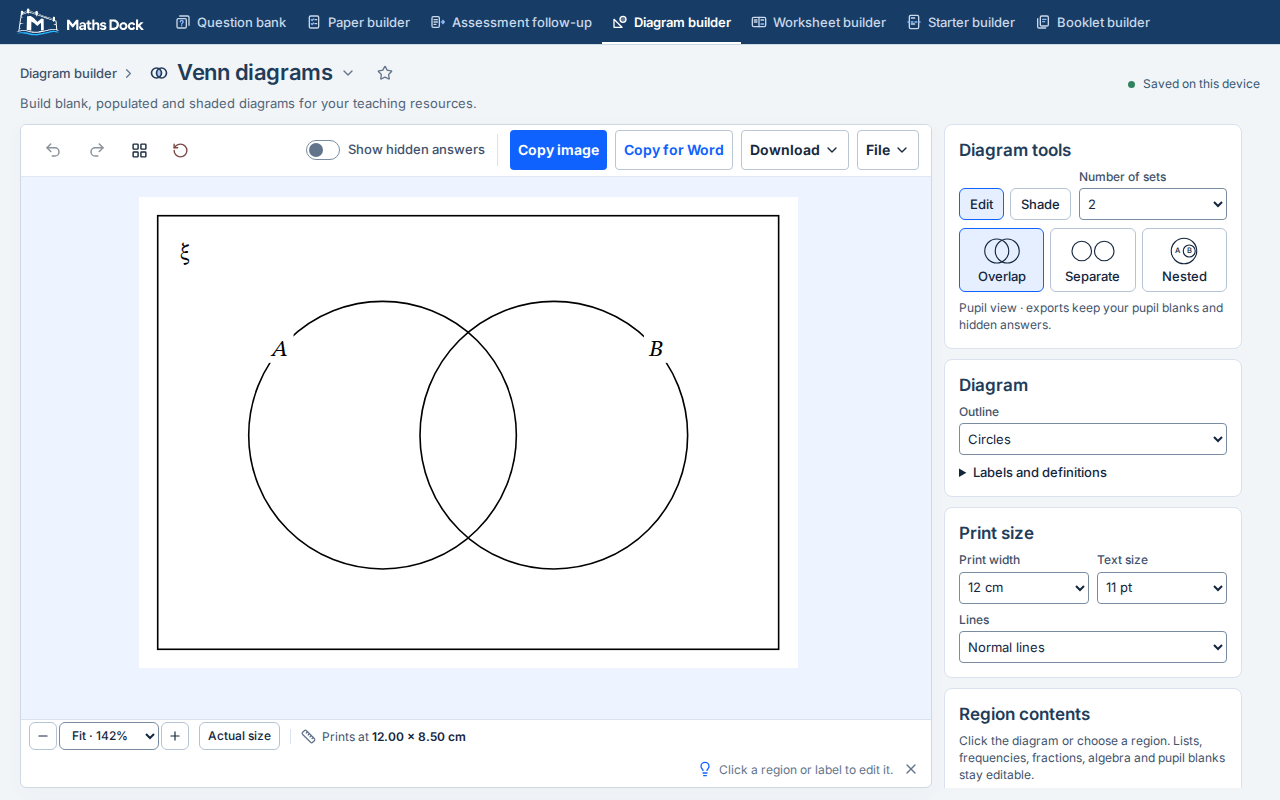 Maths Dock
Question bank
Paper builder
Assessment follow-up
Diagram builder
Worksheet builder
Starter builder
Booklet builder
Diagram builder
Venn diagrams
Build blank, populated and shaded diagrams for your teaching resources.
Saved on this device
Show hidden answers
Copy image
Copy for Word
Download
File
ξ
A
B
Fit · 142%
Actual size
Prints at 12.00 × 8.50 cm
Click a region or label to edit it.
Diagram tools
Number of sets
Edit
Shade
2
Overlap
Separate
A B
Nested
Pupil view · exports keep your pupil blanks and
hidden answers.
Diagram
Outline
Circles
Labels and definitions
Print size
Print width
Text size
12 cm
11 pt
Lines
Normal lines
Region contents
Click the diagram or choose a region. Lists,
frequencies, fractions, algebra and pupil blanks
stay editable.